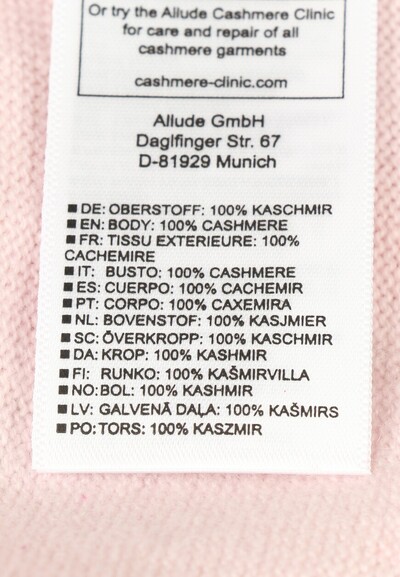 Or try the Allude Cashmere Clinic
for care and repair of all
cashmere garments
cashmere-clinic.com
Allude GmbH
Daglfinger Str. 67
D-81929 Munich
■ DE: OBERSTOFF: 100% KASCHMIR
■ EN: BODY: 100% CASHMERE
■ FR: TISSU EXTERIEURE: 100%
CACHEMIRE
■ IT: BUSTO: 100% CASHMERE
■ ES: CUERPO: 100% CACHEMIR
■ PT: CORPO: 100% CAXEMIRA
■ NL: BOVENSTOF: 100% KASJMIER
■ SC: ÖVERKROPP: 100% KASCHMIR
■ DA: KROP: 100% KASHMIR
■ FI: RUNKO: 100% KAŠMIRVILLA
■ NO: BOL: 100% KASHMIR
■ LV: GALVENĀ DAĻA: 100% KAŠMIRS
■ PO: TORS: 100% KASZMIR